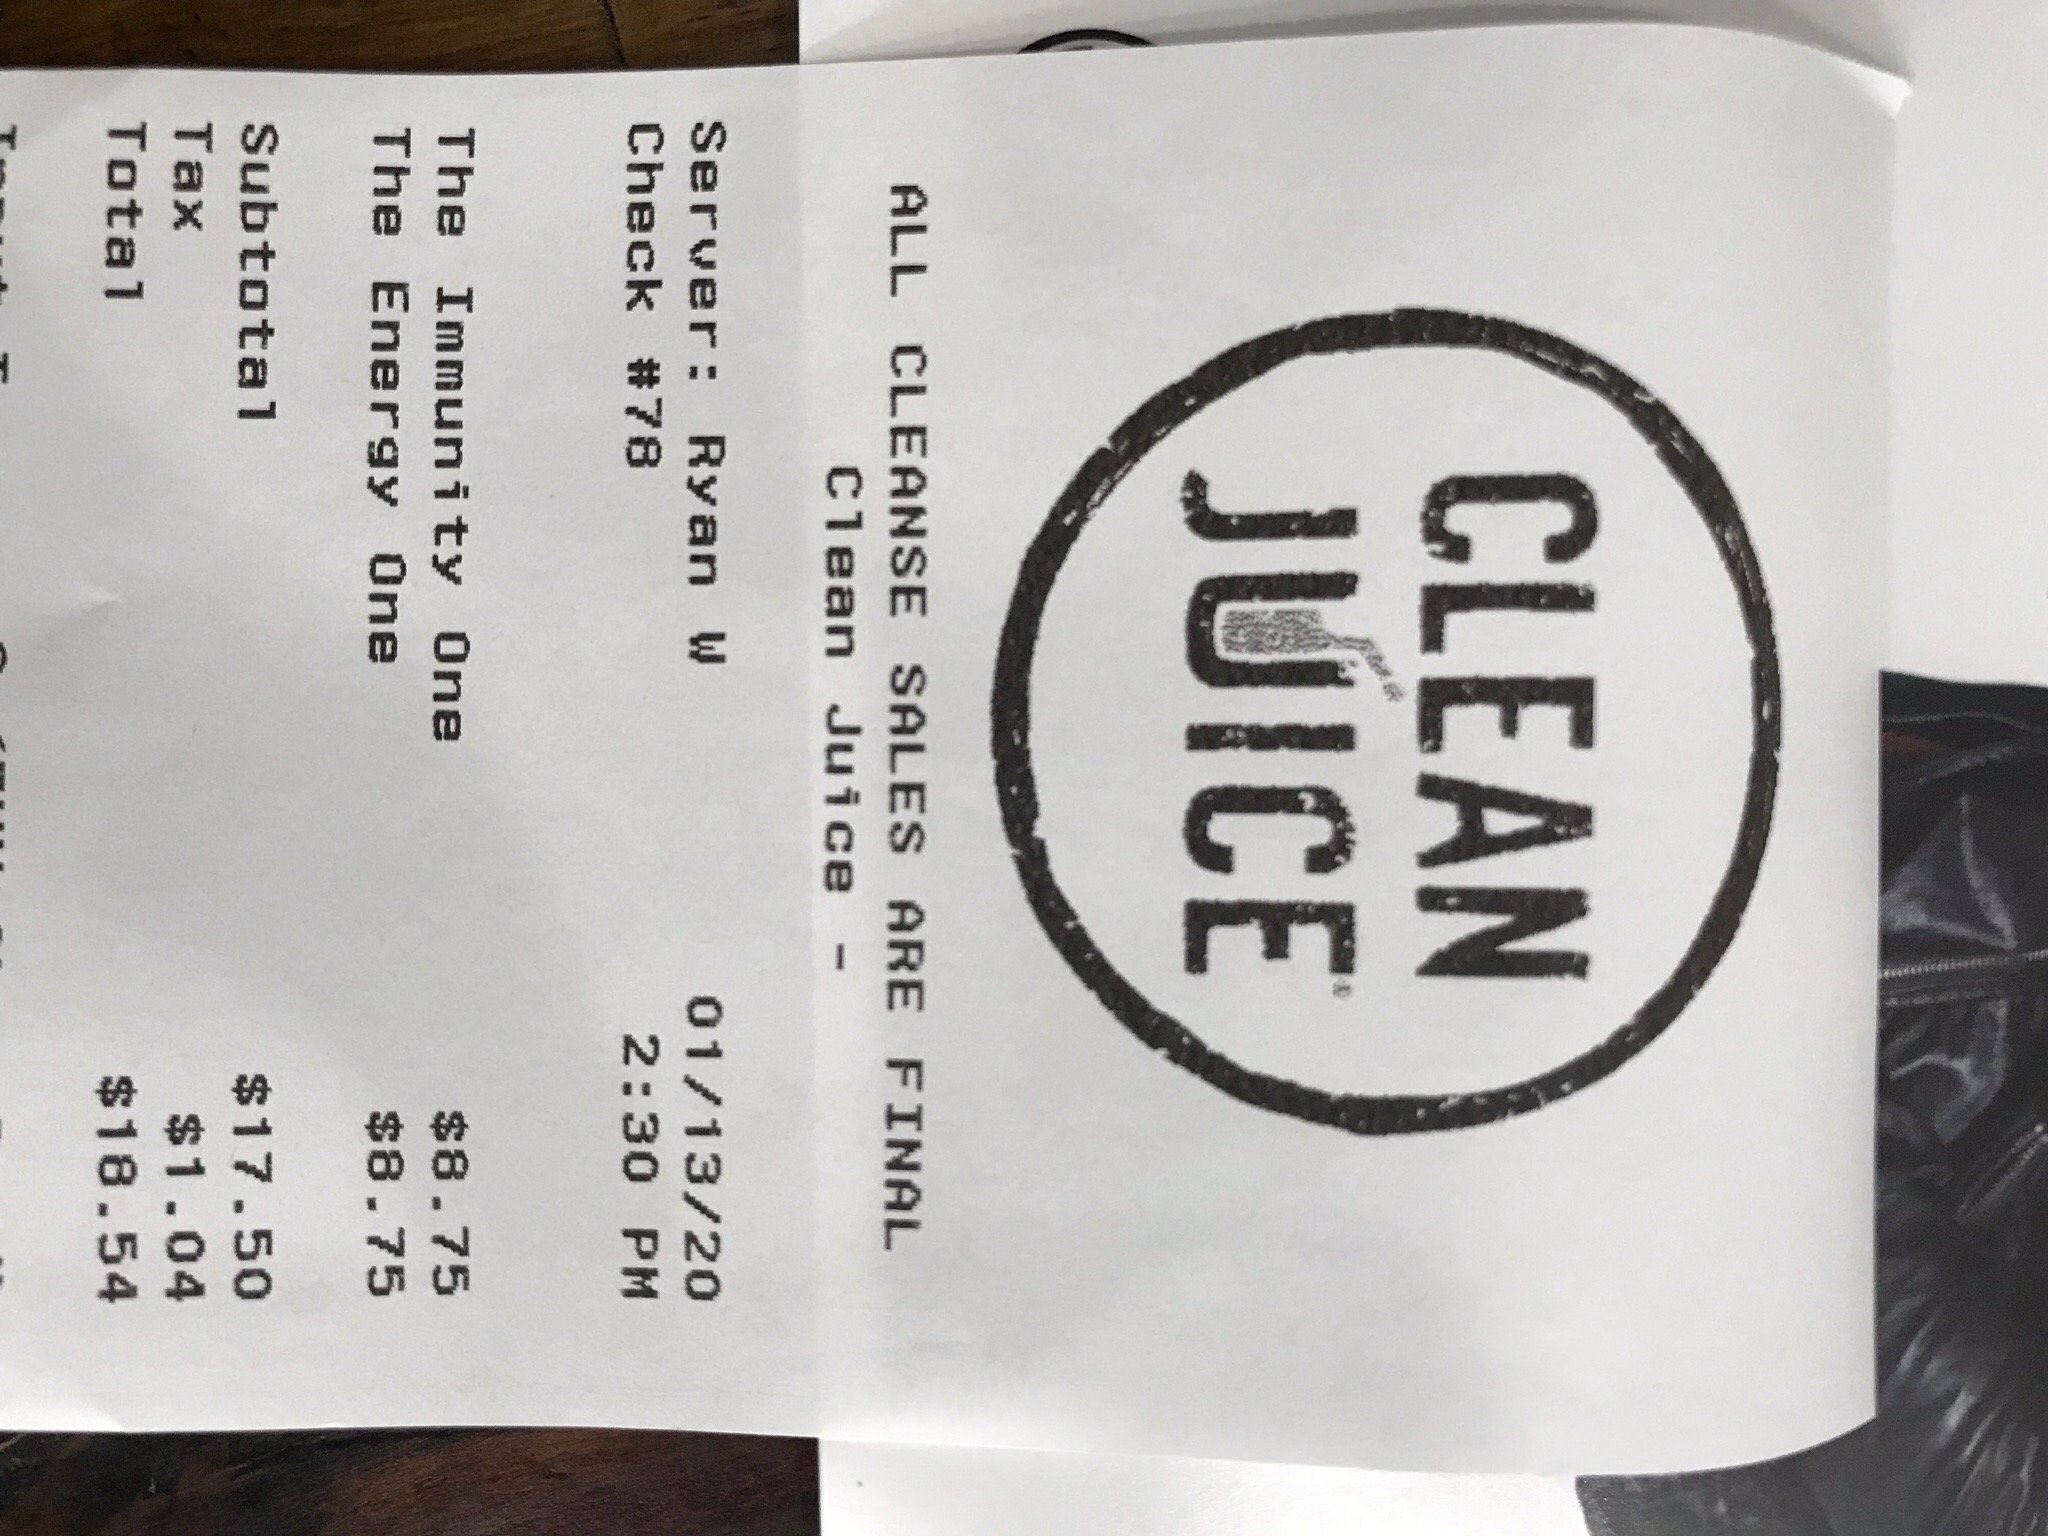 CLEAN
JUICE®
ALL CLEANSE SALES ARE FINAL
Clean Juice -
Server: Ryan W 01/13/20
Check #78 2:30 PM
The Immunity One $8.75
The Energy One $8.75
Subtotal $17.50
Tax $1.04
Total $18.54